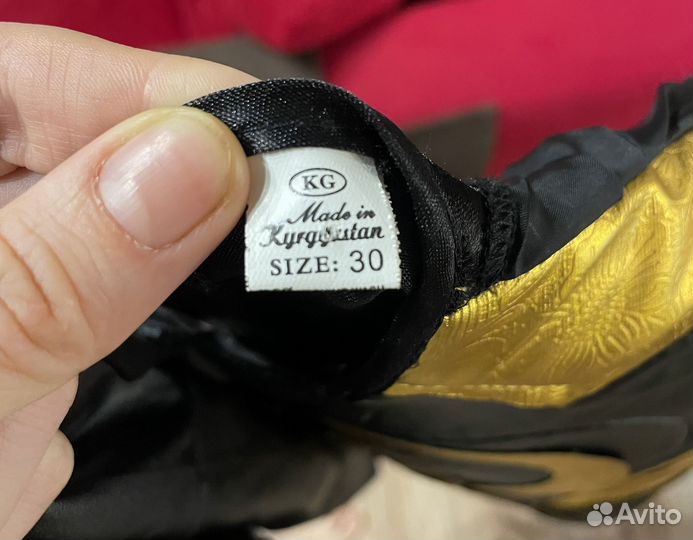 KG
Made in
Kyrgyzstan
SIZE: 30
Avito